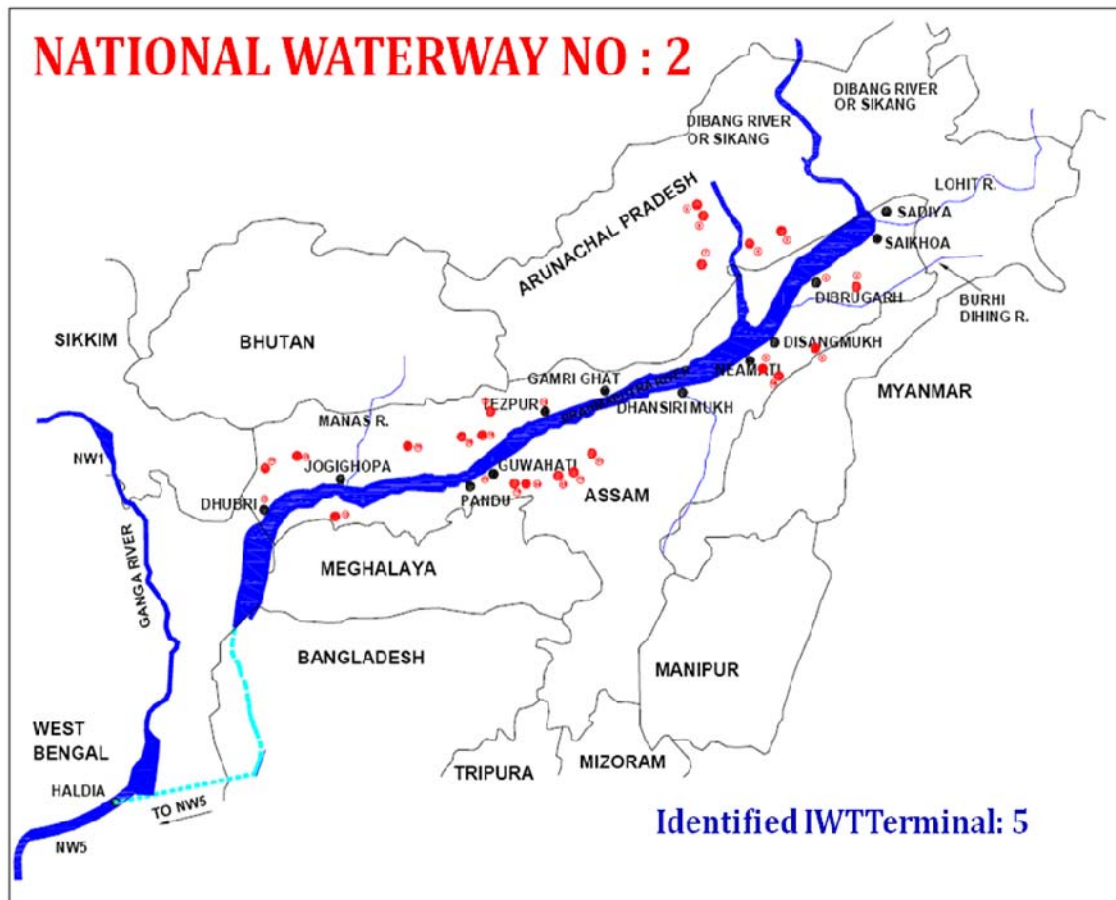 NATIONAL WATERWAY NO : 2
DIBANG RIVER
OR SIKANG
DIBANG RIVER
OR SIKANG
LOHIT R.
ARUNACHAL PRADESH
SADIYA
SAIKHOA
DIBRUGARH
BURHI
DIHING R.
SIKKIM
BHUTAN
DISANGMUKH
NEAMATI
GAMRI GHAT
BRAHMAPUTRA RIVER
MYANMAR
TEZPUR
DHANSIRI MUKH
MANAS R.
NW1
JOGIGHOPA
GUWAHATI
ASSAM
DHUBRI
PANDU
GANGA RIVER
MEGHALAYA
BANGLADESH
MANIPUR
WEST
BENGAL
MIZORAM
TRIPURA
HALDIA
TO NW5
Identified IWTTerminal: 5
NW5